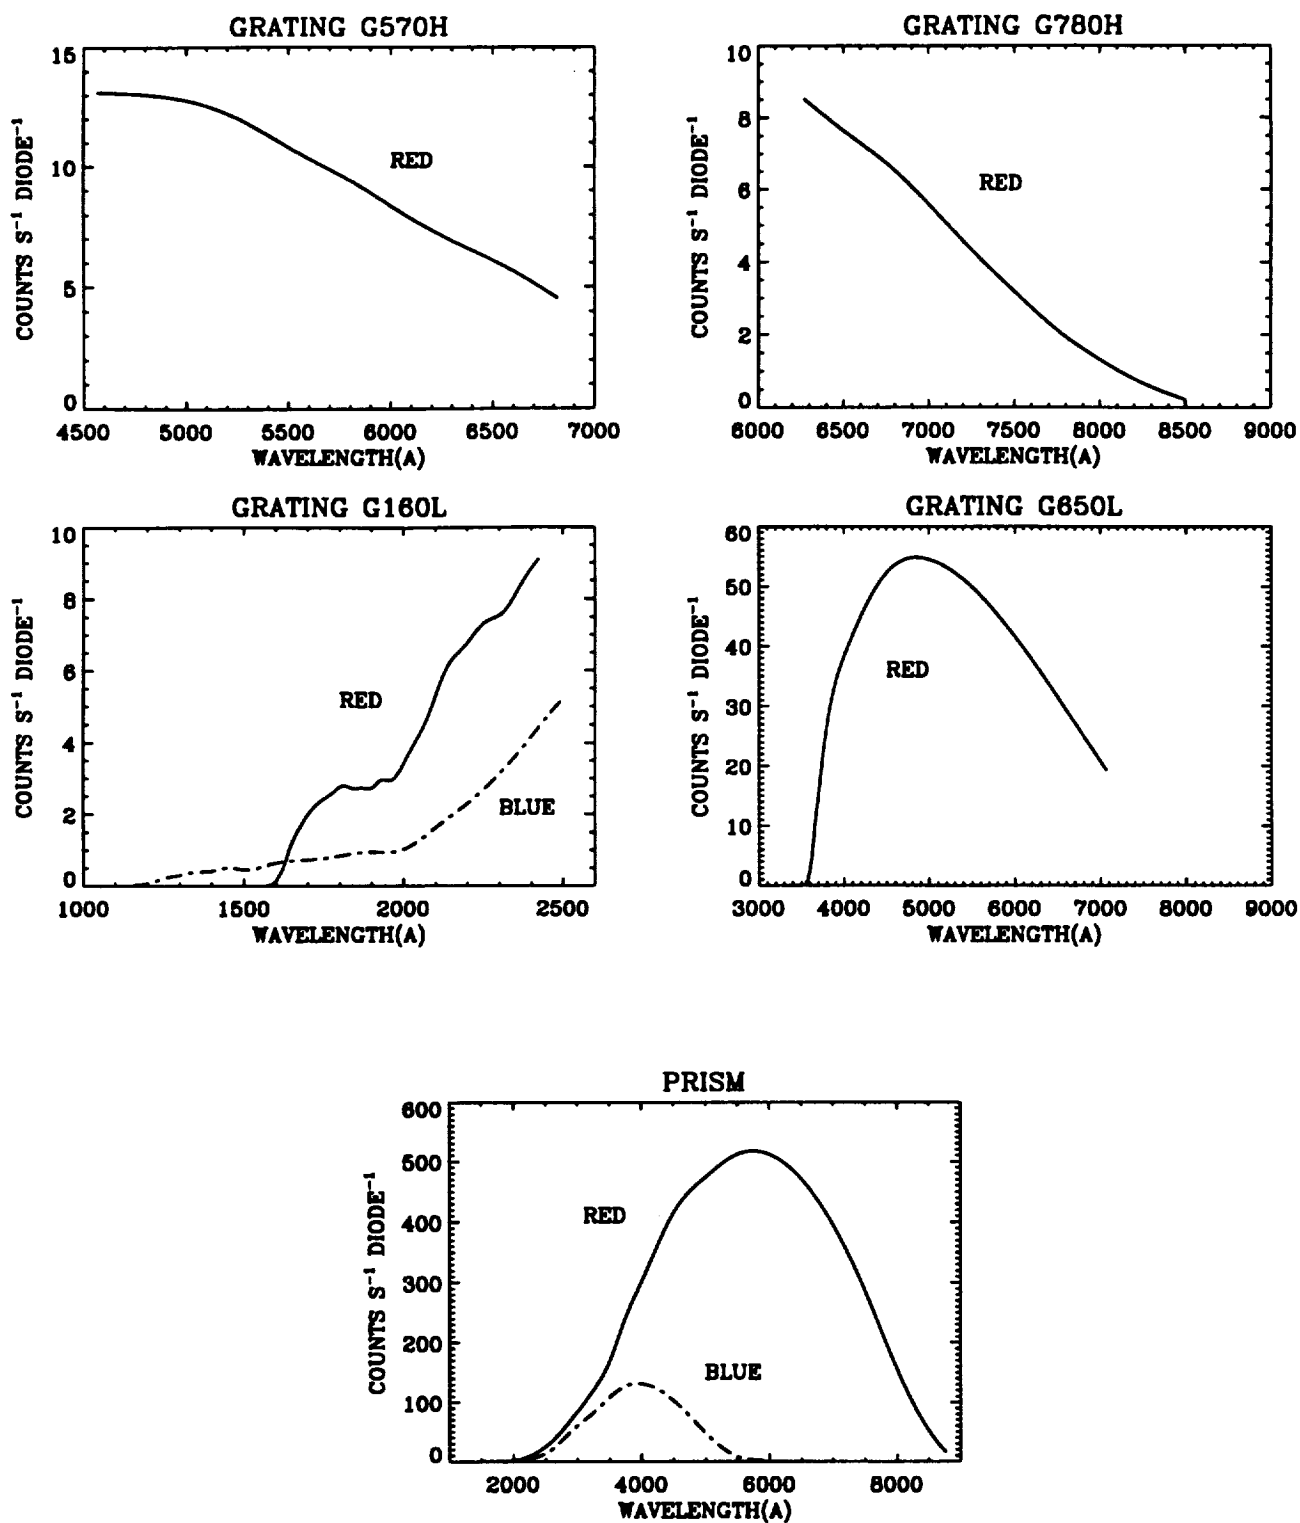 GRATING G570H
COUNTS S⁻¹ DIODE⁻¹
15
10
5
0
RED
4500 5000 5500 6000 6500 7000
WAVELENGTH(A)
GRATING G780H
COUNTS S⁻¹ DIODE⁻¹
10
8
6
4
2
0
RED
6000 6500 7000 7500 8000 8500 9000
WAVELENGTH(A)
GRATING G160L
COUNTS S⁻¹ DIODE⁻¹
10
8
6
4
2
0
RED
BLUE
1000 1500 2000 2500
WAVELENGTH(A)
GRATING G650L
COUNTS S⁻¹ DIODE⁻¹
60
50
40
30
20
10
0
RED
3000 4000 5000 6000 7000 8000 9000
WAVELENGTH(A)
PRISM
COUNTS S⁻¹ DIODE⁻¹
600
500
400
300
200
100
0
RED
BLUE
2000 4000 6000 8000
WAVELENGTH(A)